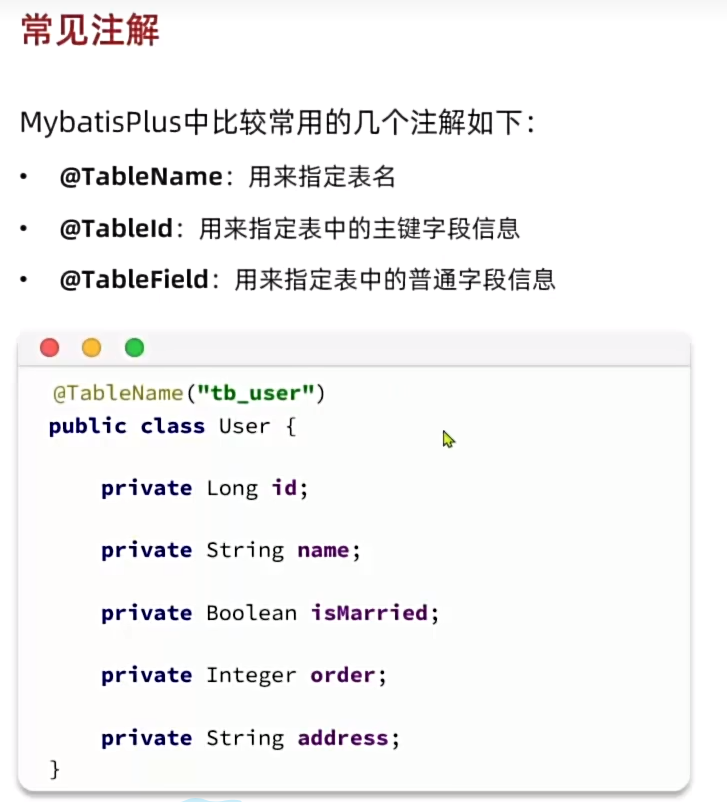 常见注解
MybatisPlus中比较常用的几个注解如下：
• @TableName：用来指定表名
• @TableId：用来指定表中的主键字段信息
• @TableField：用来指定表中的普通字段信息
@TableName("tb_user")
public class User {
private Long id;
private String name;
private Boolean isMarried;
private Integer order;
private String address;
}